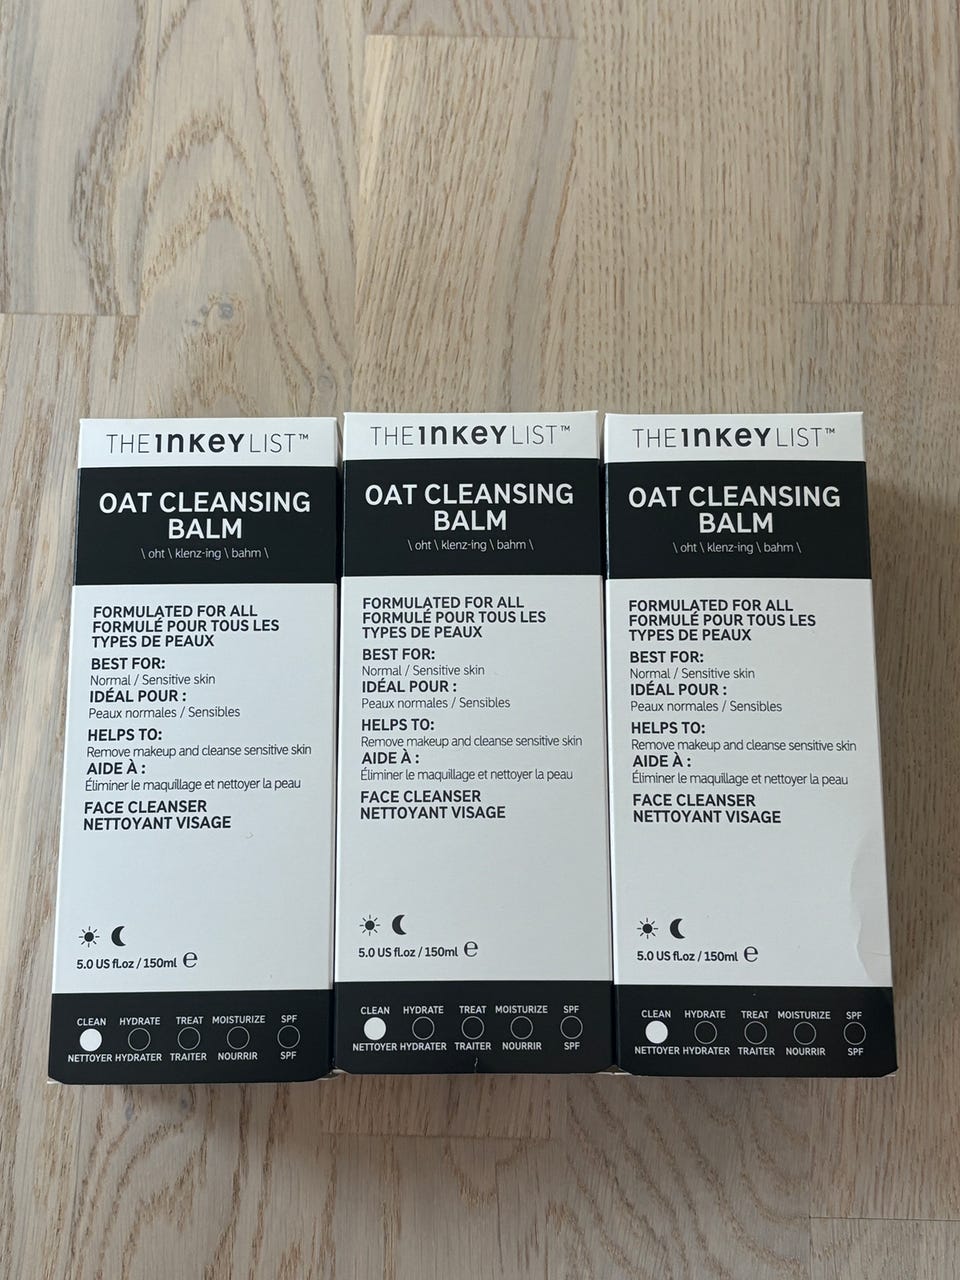 THE INKEY LIST™
OAT CLEANSING
BALM
\ oht \ klenz-ing \ bahm \
FORMULATED FOR ALL
FORMULÉ POUR TOUS LES
TYPES DE PEAUX
BEST FOR:
Normal / Sensitive skin
IDÉAL POUR :
Peaux normales / Sensibles
HELPS TO:
Remove makeup and cleanse sensitive skin
AIDE À :
Éliminer le maquillage et nettoyer la peau
FACE CLEANSER
NETTOYANT VISAGE
5.0 US fl.oz / 150ml ℮
CLEAN HYDRATE TREAT MOISTURIZE SPF
NETTOYER HYDRATER TRAITER NOURRIR SPF
THE INKEY LIST™
OAT CLEANSING
BALM
\ oht \ klenz-ing \ bahm \
FORMULATED FOR ALL
FORMULÉ POUR TOUS LES
TYPES DE PEAUX
BEST FOR:
Normal / Sensitive skin
IDÉAL POUR :
Peaux normales / Sensibles
HELPS TO:
Remove makeup and cleanse sensitive skin
AIDE À :
Éliminer le maquillage et nettoyer la peau
FACE CLEANSER
NETTOYANT VISAGE
5.0 US fl.oz / 150ml ℮
CLEAN HYDRATE TREAT MOISTURIZE SPF
NETTOYER HYDRATER TRAITER NOURRIR SPF
THE INKEY LIST™
OAT CLEANSING
BALM
\ oht \ klenz-ing \ bahm \
FORMULATED FOR ALL
FORMULÉ POUR TOUS LES
TYPES DE PEAUX
BEST FOR:
Normal / Sensitive skin
IDÉAL POUR :
Peaux normales / Sensibles
HELPS TO:
Remove makeup and cleanse sensitive skin
AIDE À :
Éliminer le maquillage et nettoyer la peau
FACE CLEANSER
NETTOYANT VISAGE
5.0 US fl.oz / 150ml ℮
CLEAN HYDRATE TREAT MOISTURIZE SPF
NETTOYER HYDRATER TRAITER NOURRIR SPF